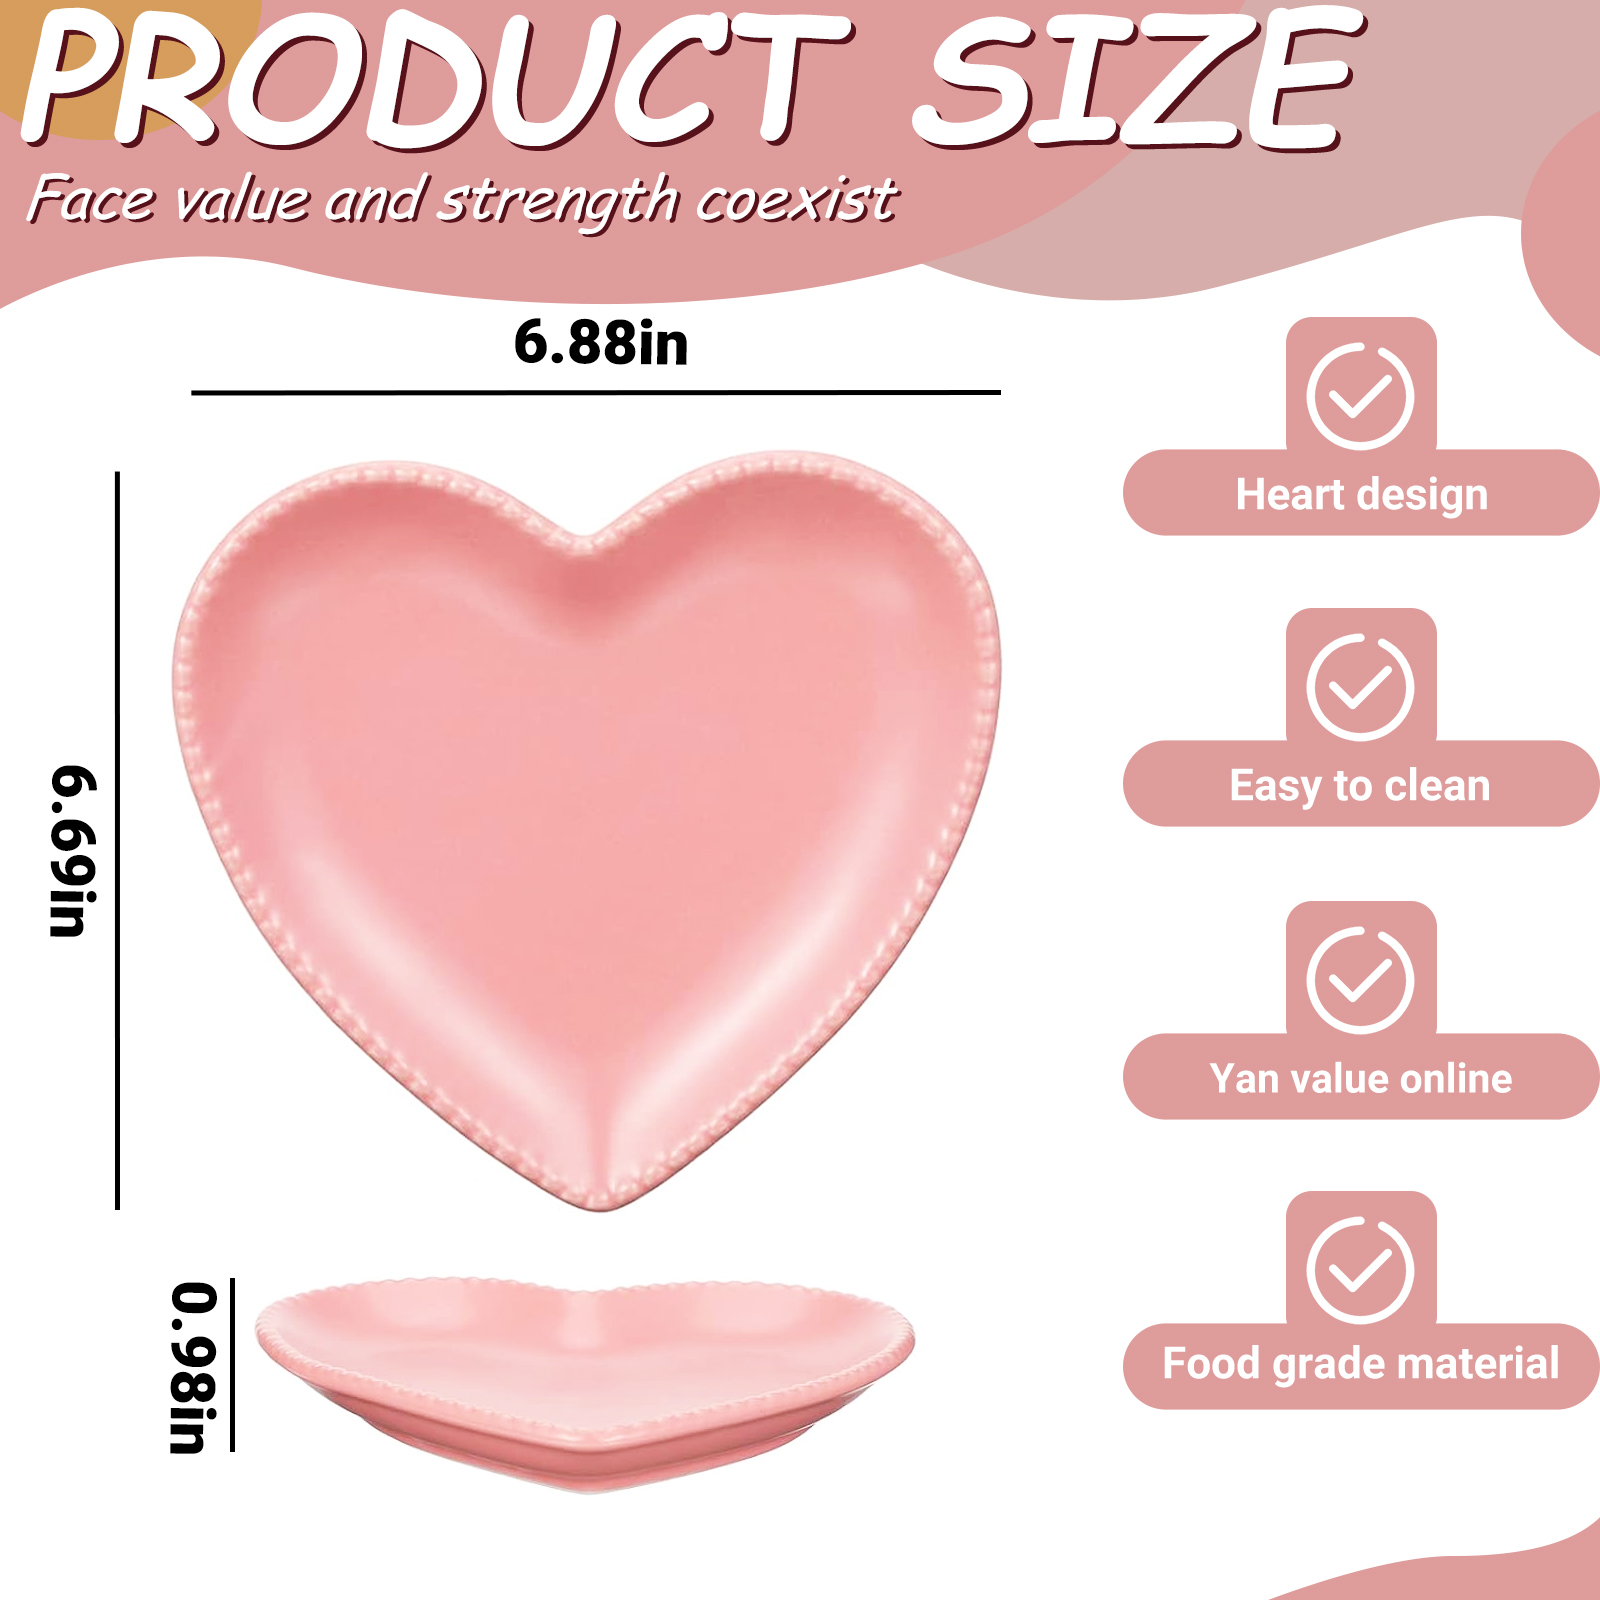 PRODUCT SIZE
Face value and strength coexist
6.88in
6.69in
0.98in
Heart design
Easy to clean
Yan value online
Food grade material